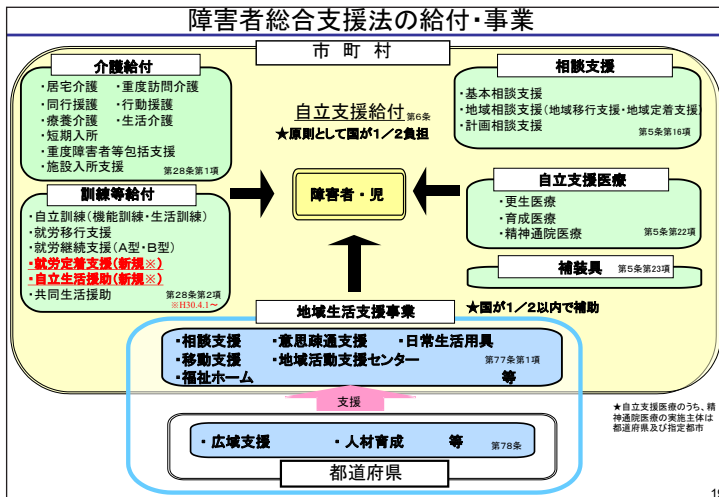 障害者総合支援法の給付・事業
市 町 村
介護給付
・居宅介護 ・重度訪問介護
・同行援護 ・行動援護
・療養介護 ・生活介護
・短期入所
・重度障害者等包括支援
・施設入所支援 第28条第1項
訓練等給付
・自立訓練(機能訓練・生活訓練)
・就労移行支援
・就労継続支援(A型・B型)
・就労定着支援(新規※)
・自立生活援助(新規※)
・共同生活援助 第28条第2項
※H30.4.1～
自立支援給付 第6条
★原則として国が1/2負担
障害者・児
相談支援
・基本相談支援
・地域相談支援(地域移行支援・地域定着支援)
・計画相談支援 第5条第16項
自立支援医療
・更生医療
・育成医療
・精神通院医療 第5条第22項
補装具 第5条第23項
地域生活支援事業
★国が1/2以内で補助
・相談支援 ・意思疎通支援 ・日常生活用具
・移動支援 ・地域活動支援センター 第77条第1項
・福祉ホーム 等
支援
・広域支援 ・人材育成 等 第78条
都道府県
★自立支援医療のうち、精
神通院医療の実施主体は
都道府県及び指定都市